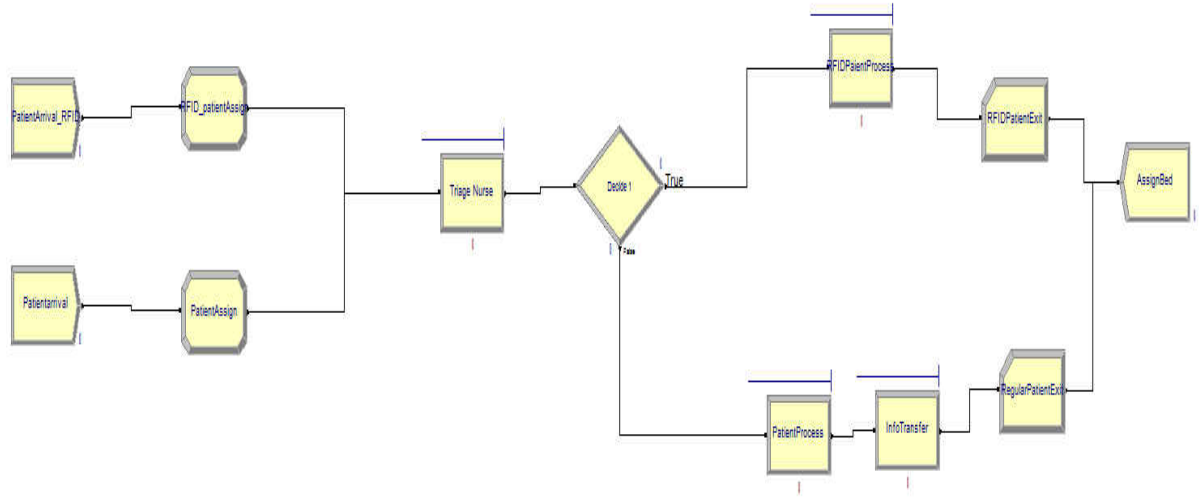 PatientArrival_RFID
RFID_patientAssign
Triage Nurse
Decide 1
True
False
RFIDPaientProcess
RFIDPatientExit
AssignBed
Patientarrival
PatientAssign
PatientProcess
InfoTransfer
RegularPatientExit